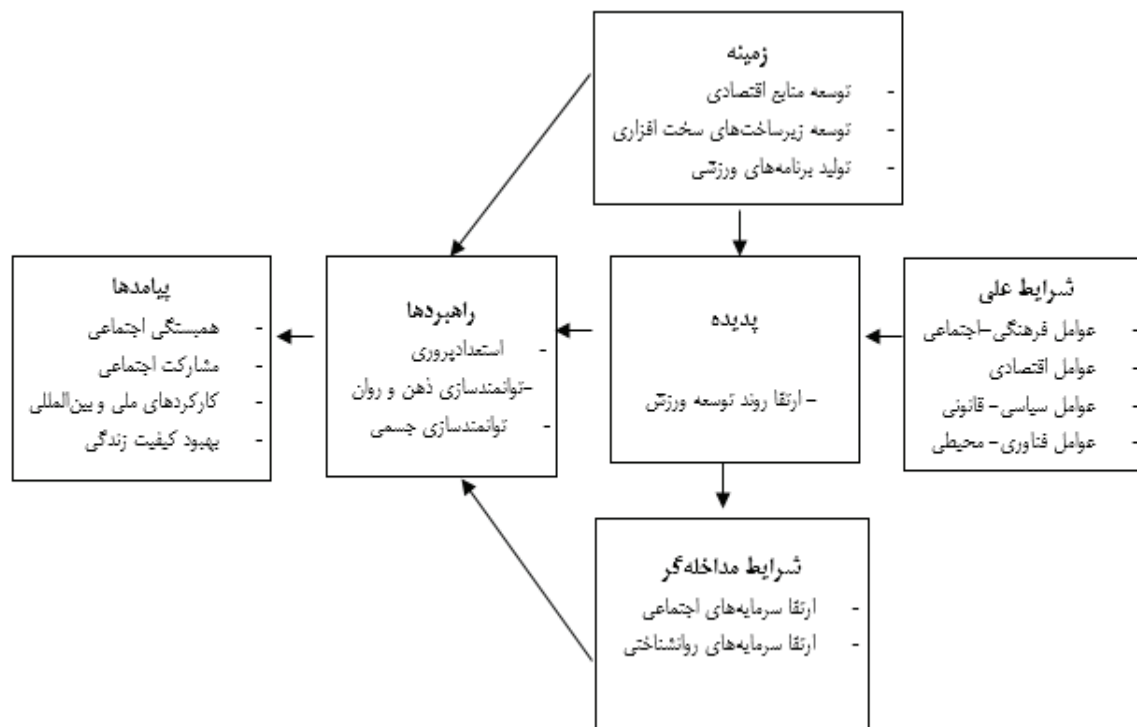 زمینه
- توسعه منابع اقتصادی
- توسعه زیرساخت‌های سخت افزاری
- تولید برنامه‌های ورزشی
شرایط علی
- عوامل فرهنگی-اجتماعی
- عوامل اقتصادی
- عوامل سیاسی- قانونی
- عوامل فناوری- محیطی
پدیده
- ارتقا روند توسعه ورزش
راهبردها
- استعدادپروری
-توانمندسازی ذهن و روان
- توانمندسازی جسمی
پیامدها
- همبستگی اجتماعی
- مشارکت اجتماعی
- کارکردهای ملی و بین‌المللی
- بهبود کیفیت زندگی
شرایط مداخله‌گر
- ارتقا سرمایه‌های اجتماعی
- ارتقا سرمایه‌های روانشناختی